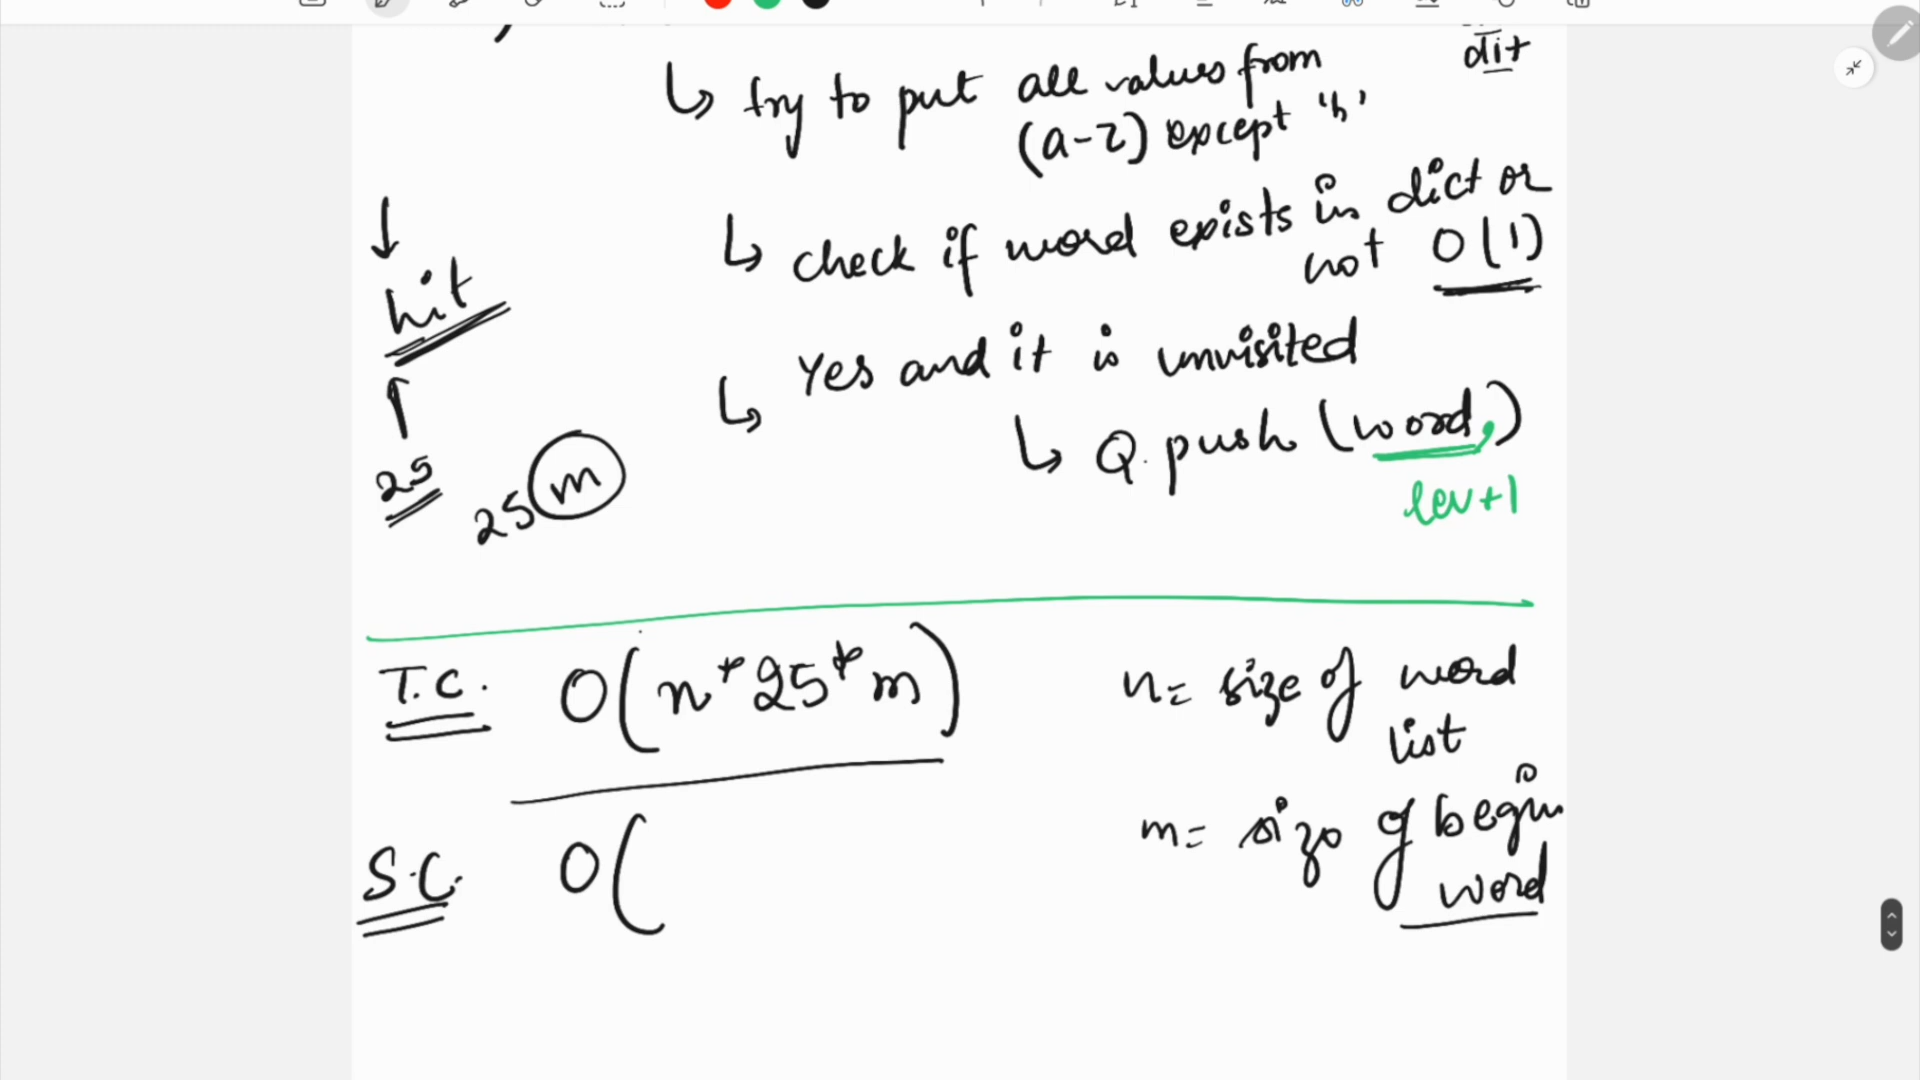 dit
↳ try to put all values from
(a-z) except 'h'
↳ check if word exists in dict or
not O(1)
hit
↳ Yes and it is unvisited
↳ Q.push (word,)
lev+1
25
25 m
T.C. O(n*25*m)
n= size of word
list
S.C. O(
m= size of begin
word